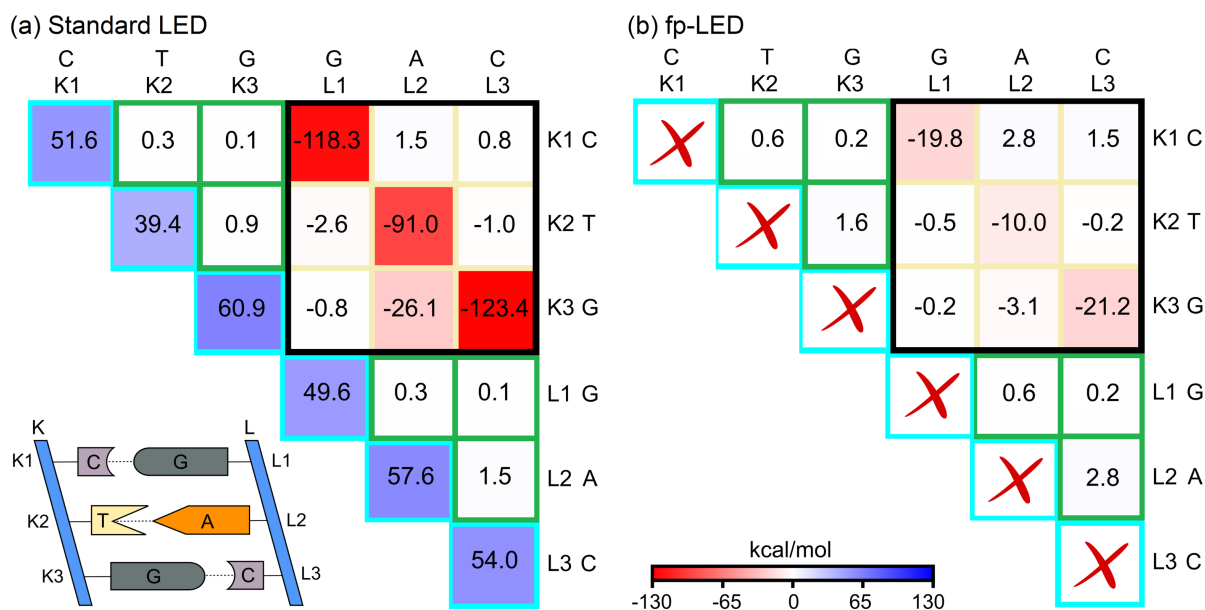 (a) Standard LED
(b) fp-LED
C T G G A C
K1 K2 K3 L1 L2 L3
51.6 0.3 0.1 -118.3 1.5 0.8 K1 C
39.4 0.9 -2.6 -91.0 -1.0 K2 T
60.9 -0.8 -26.1 -123.4 K3 G
49.6 0.3 0.1 L1 G
57.6 1.5 L2 A
54.0 L3 C
K L
K1 C G L1
K2 T A L2
K3 G C L3
C T G G A C
K1 K2 K3 L1 L2 L3
0.6 0.2 -19.8 2.8 1.5 K1 C
1.6 -0.5 -10.0 -0.2 K2 T
-0.2 -3.1 -21.2 K3 G
0.6 0.2 L1 G
2.8 L2 A
L3 C
kcal/mol
-130 -65 0 65 130